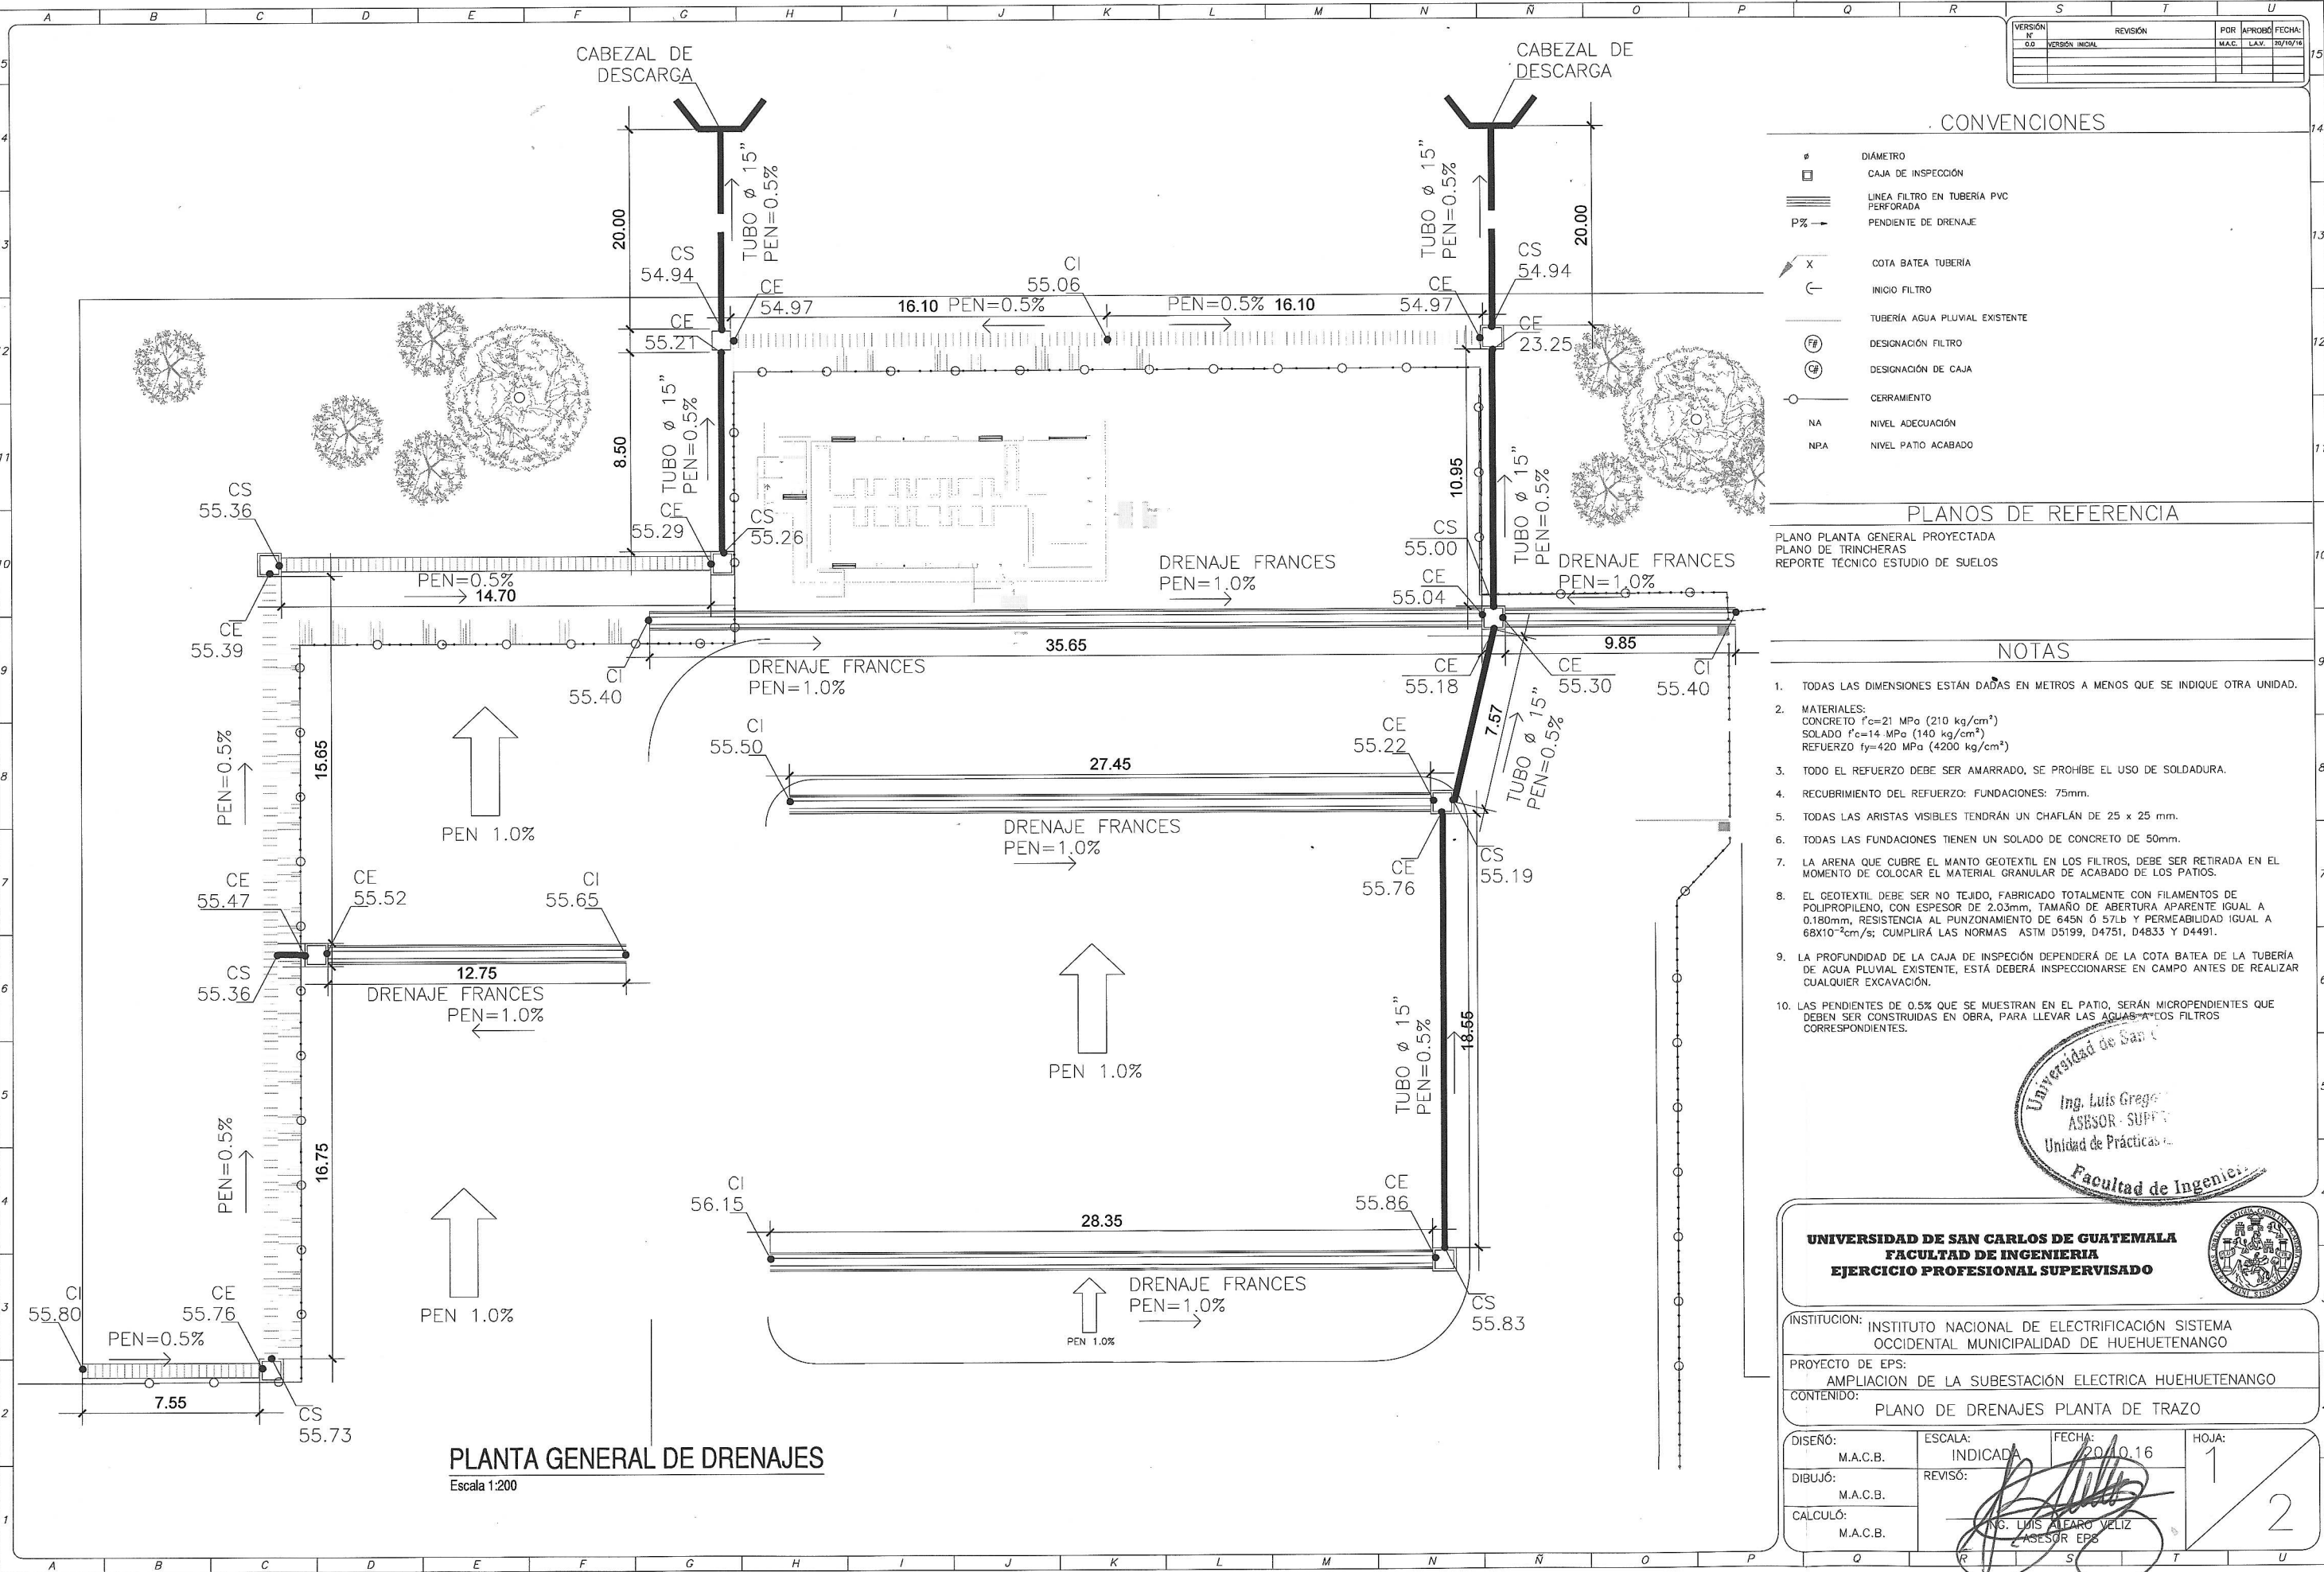 A B C D E F G H I J K L M N Ñ O P Q R S T U
VERSIÓN N° REVISIÓN POR APROBÓ FECHA:
0.0 VERSIÓN INICIAL M.A.C. L.A.V. 20/10/16
CABEZAL DE
DESCARGA
CABEZAL DE
DESCARGA
20.00
TUBO ø 15"
PEN=0.5%
TUBO ø 15"
PEN=0.5%
20.00
CS
54.94
CE
54.97
CI
55.06
CE
54.97
CS
54.94
16.10 PEN=0.5%
PEN=0.5% 16.10
CE
55.21
CE
23.25
8.50
TUBO ø 15"
PEN=0.5%
10.95
TUBO ø 15"
PEN=0.5%
CS
55.36
CE
55.29
CS
55.26
CS
55.00
CE
55.04
PEN=0.5%
14.70
DRENAJE FRANCES
PEN=1.0%
DRENAJE FRANCES
PEN=1.0%
CE
55.39
CI
55.40
DRENAJE FRANCES
PEN=1.0%
35.65
CE
55.18
CE
55.30
9.85
CI
55.40
PEN=0.5%
15.65
PEN 1.0%
CI
55.50
27.45
CE
55.22
7.57
TUBO ø 15"
PEN=0.5%
DRENAJE FRANCES
PEN=1.0%
CE
55.76
CS
55.19
CE
55.47
CE
55.52
CI
55.65
CS
55.36
12.75
DRENAJE FRANCES
PEN=1.0%
PEN 1.0%
TUBO ø 15"
PEN=0.5%
18.55
PEN=0.5%
16.75
PEN 1.0%
CI
56.15
28.35
CE
55.86
DRENAJE FRANCES
PEN=1.0%
PEN 1.0%
CS
55.83
CI
55.80
CE
55.76
PEN=0.5%
7.55
CS
55.73
PLANTA GENERAL DE DRENAJES
Escala 1:200
CONVENCIONES
ø DIÁMETRO
CAJA DE INSPECCIÓN
LINEA FILTRO EN TUBERÍA PVC
PERFORADA
P% PENDIENTE DE DRENAJE
X COTA BATEA TUBERÍA
INICIO FILTRO
TUBERÍA AGUA PLUVIAL EXISTENTE
F# DESIGNACIÓN FILTRO
C# DESIGNACIÓN DE CAJA
CERRAMIENTO
NA NIVEL ADECUACIÓN
NPA NIVEL PATIO ACABADO
PLANOS DE REFERENCIA
PLANO PLANTA GENERAL PROYECTADA
PLANO DE TRINCHERAS
REPORTE TÉCNICO ESTUDIO DE SUELOS
NOTAS
1. TODAS LAS DIMENSIONES ESTÁN DADAS EN METROS A MENOS QUE SE INDIQUE OTRA UNIDAD.
2. MATERIALES:
CONCRETO f'c=21 MPa (210 kg/cm²)
SOLADO f'c=14 MPa (140 kg/cm²)
REFUERZO fy=420 MPa (4200 kg/cm²)
3. TODO EL REFUERZO DEBE SER AMARRADO, SE PROHÍBE EL USO DE SOLDADURA.
4. RECUBRIMIENTO DEL REFUERZO: FUNDACIONES: 75mm.
5. TODAS LAS ARISTAS VISIBLES TENDRÁN UN CHAFLÁN DE 25 x 25 mm.
6. TODAS LAS FUNDACIONES TIENEN UN SOLADO DE CONCRETO DE 50mm.
7. LA ARENA QUE CUBRE EL MANTO GEOTEXTIL EN LOS FILTROS, DEBE SER RETIRADA EN EL
MOMENTO DE COLOCAR EL MATERIAL GRANULAR DE ACABADO DE LOS PATIOS.
8. EL GEOTEXTIL DEBE SER NO TEJIDO, FABRICADO TOTALMENTE CON FILAMENTOS DE
POLIPROPILENO, CON ESPESOR DE 2.03mm, TAMAÑO DE ABERTURA APARENTE IGUAL A
0.180mm, RESISTENCIA AL PUNZONAMIENTO DE 645N Ó 57Lb Y PERMEABILIDAD IGUAL A
68X10⁻²cm/s; CUMPLIRÁ LAS NORMAS ASTM D5199, D4751, D4833 Y D4491.
9. LA PROFUNDIDAD DE LA CAJA DE INSPECIÓN DEPENDERÁ DE LA COTA BATEA DE LA TUBERÍA
DE AGUA PLUVIAL EXISTENTE, ESTÁ DEBERÁ INSPECCIONARSE EN CAMPO ANTES DE REALIZAR
CUALQUIER EXCAVACIÓN.
10. LAS PENDIENTES DE 0.5% QUE SE MUESTRAN EN EL PATIO, SERÁN MICROPENDIENTES QUE
DEBEN SER CONSTRUIDAS EN OBRA, PARA LLEVAR LAS AGUAS A LOS FILTROS
CORRESPONDIENTES.
Universidad de San
Ing. Luis
ASESOR
Unidad de Prácticas
Facultad de
UNIVERSIDAD DE SAN CARLOS DE GUATEMALA
FACULTAD DE INGENIERIA
EJERCICIO PROFESIONAL SUPERVISADO
INSTITUCION: INSTITUTO NACIONAL DE ELECTRIFICACIÓN SISTEMA
OCCIDENTAL MUNICIPALIDAD DE HUEHUETENANGO
PROYECTO DE EPS:
AMPLIACION DE LA SUBESTACIÓN ELECTRICA HUEHUETENANGO
CONTENIDO:
PLANO DE DRENAJES PLANTA DE TRAZO
DISEÑÓ:
M.A.C.B.
ESCALA:
INDICADA
FECHA:
20.10.16
HOJA:
1
2
DIBUJÓ:
M.A.C.B.
REVISÓ:
CALCULÓ:
M.A.C.B.
ING. LUIS ALFARO VELIZ
ASESOR EPS
A B C D E F G H I J K L M N Ñ O P Q R S T U